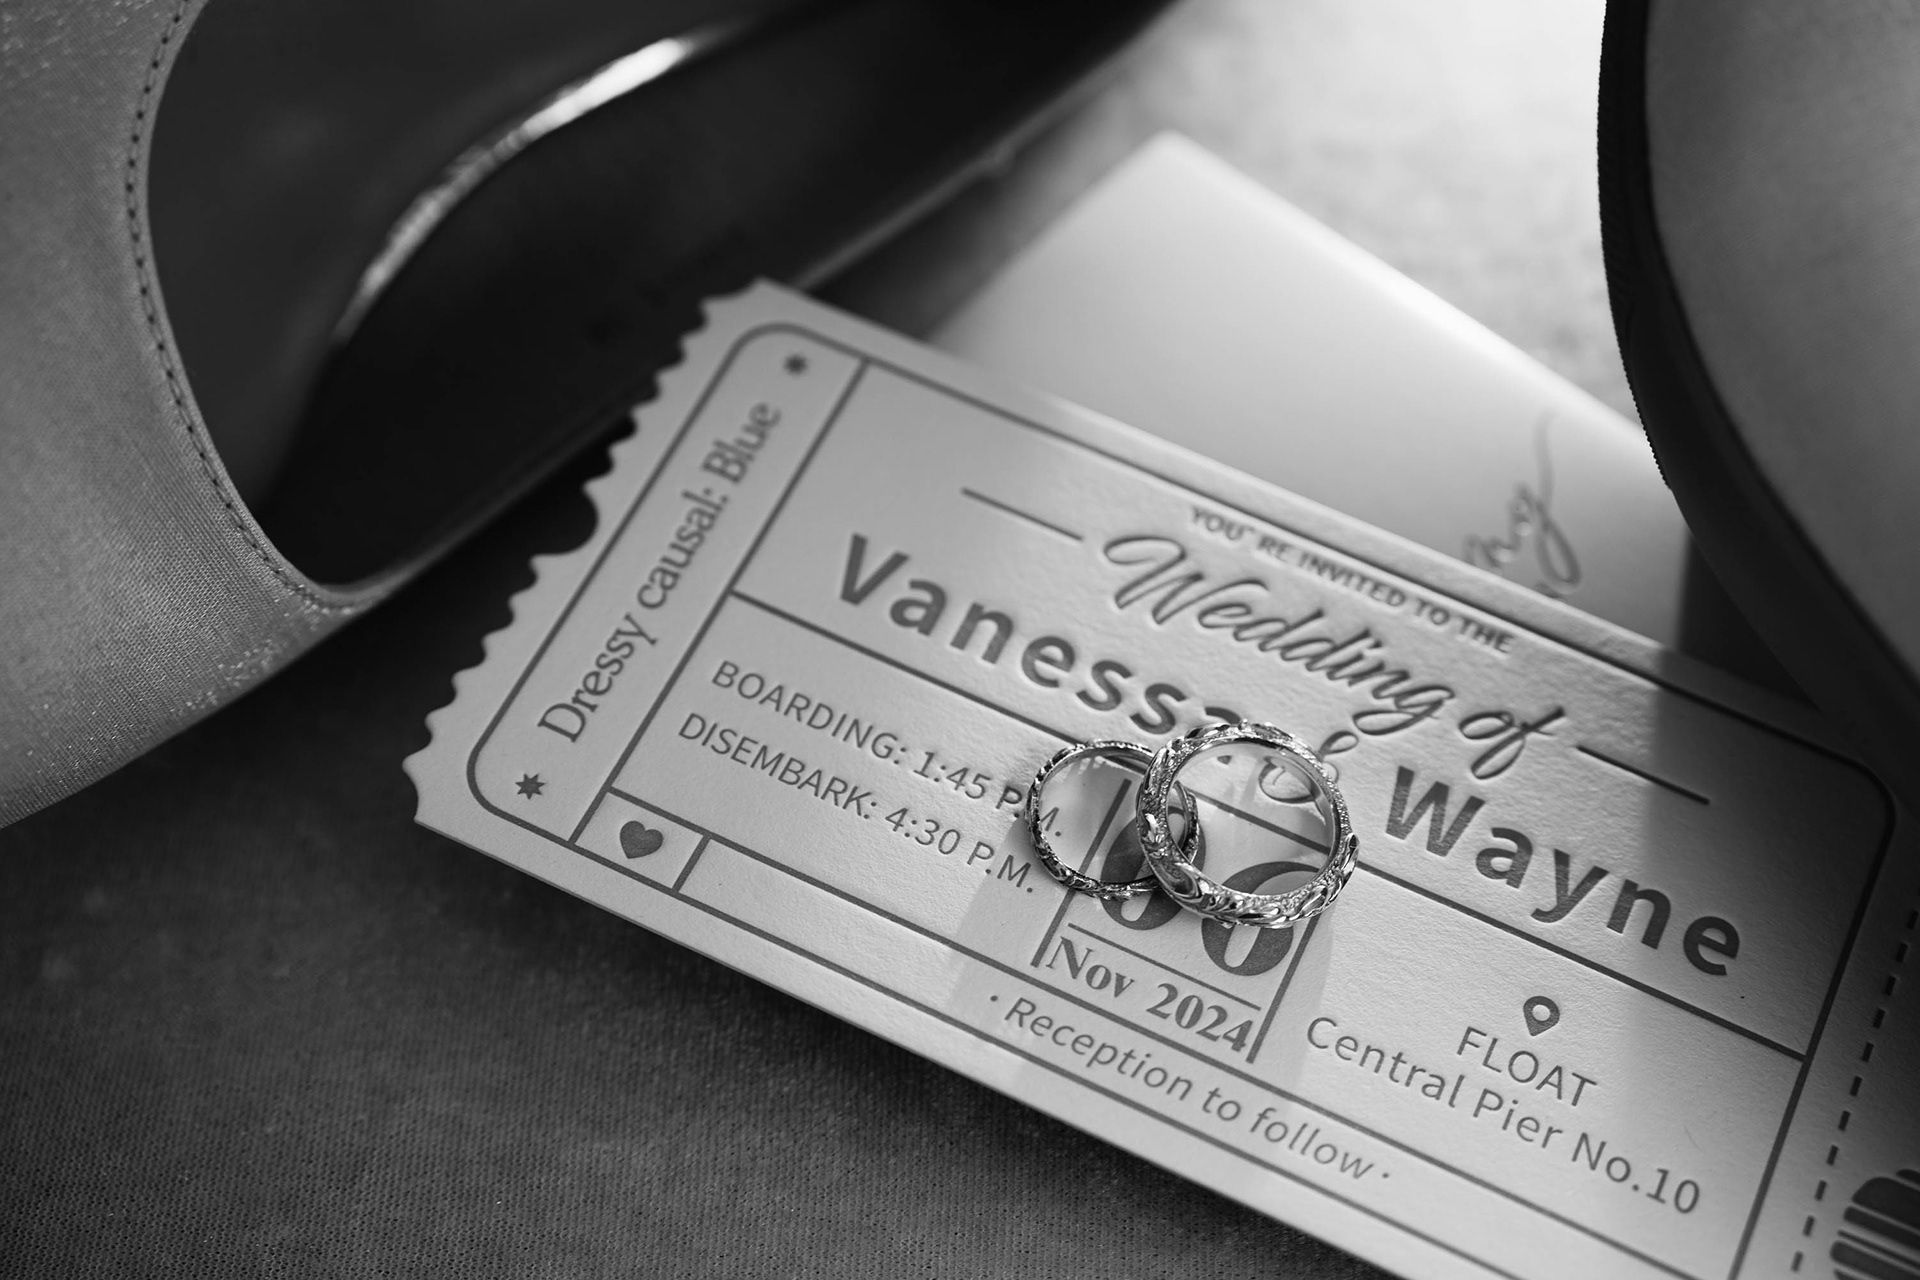 Dressy causal: Blue
YOU' RE INVITED TO THE
Wedding of
Vanessa & Wayne
BOARDING: 1:45 P.M.
DISEMBARK: 4:30 P.M.
06
Nov 2024
FLOAT
Central Pier No.10
· Reception to follow ·